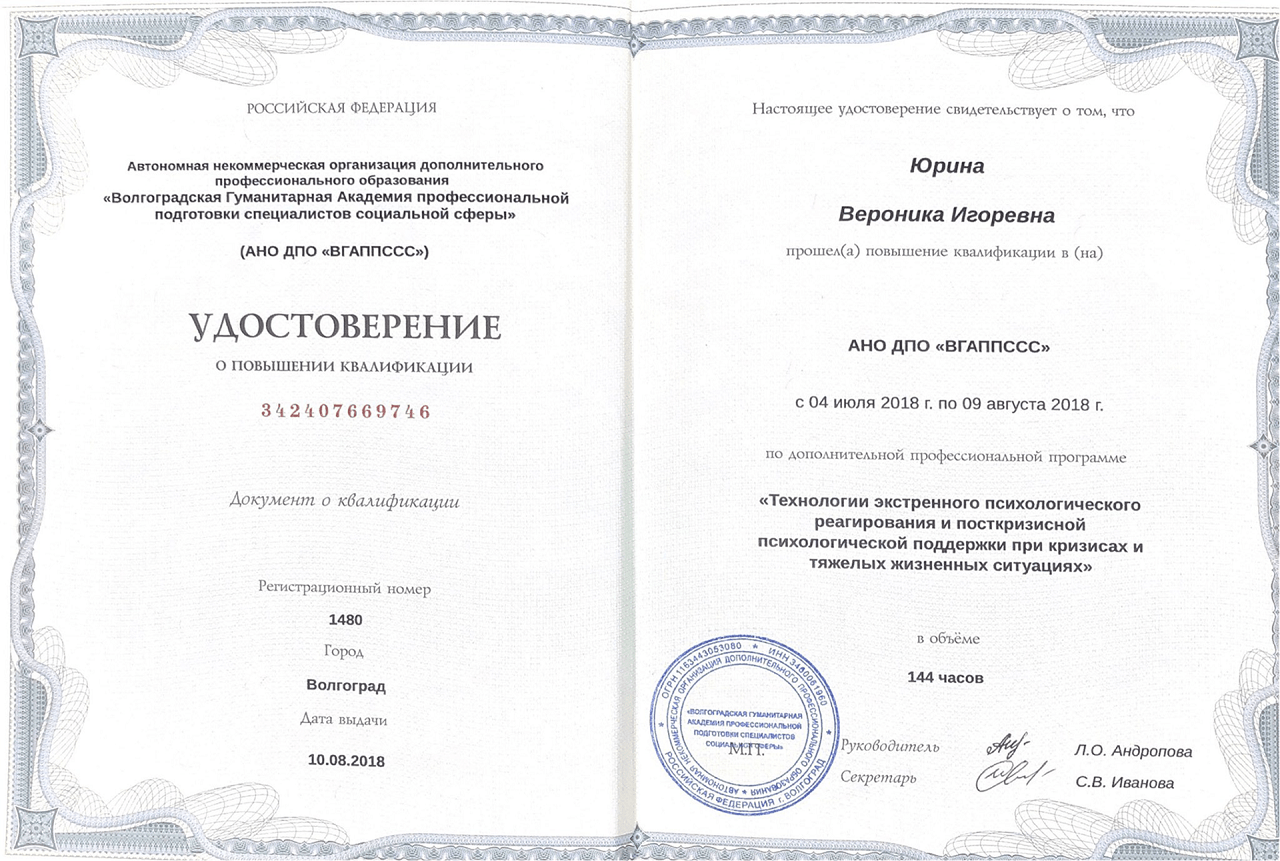 РОССИЙСКАЯ ФЕДЕРАЦИЯ
Автономная некоммерческая организация дополнительного
профессионального образования
«Волгоградская Гуманитарная Академия профессиональной
подготовки специалистов социальной сферы»
(АНО ДПО «ВГАППССС»)
УДОСТОВЕРЕНИЕ
О ПОВЫШЕНИИ КВАЛИФИКАЦИИ
342407669746
Документ о квалификации
Регистрационный номер
1480
Город
Волгоград
Дата выдачи
10.08.2018
Настоящее удостоверение свидетельствует о том, что
Юрина
Вероника Игоревна
прошел(а) повышение квалификации в (на)
АНО ДПО «ВГАППССС»
с 04 июля 2018 г. по 09 августа 2018 г.
по дополнительной профессиональной программе
«Технологии экстренного психологического
реагирования и посткризисной
психологической поддержки при кризисах и
тяжелых жизненных ситуациях»
в объёме
144 часов
ОГРН 1163443053080 * ИНН 3460061960
РОССИЙСКАЯ ФЕДЕРАЦИЯ Г. ВОЛГОГРАД
АВТОНОМНАЯ НЕКОММЕРЧЕСКАЯ ОРГАНИЗАЦИЯ ДОПОЛНИТЕЛЬНОГО ПРОФЕССИОНАЛЬНОГО ОБРАЗОВАНИЯ
«ВОЛГОГРАДСКАЯ ГУМАНИТАРНАЯ
АКАДЕМИЯ ПРОФЕССИОНАЛЬНОЙ
ПОДГОТОВКИ СПЕЦИАЛИСТОВ
СОЦИАЛЬНОЙ СФЕРЫ»
М.П.
Руководитель Л.О. Андропова
Секретарь С.В. Иванова